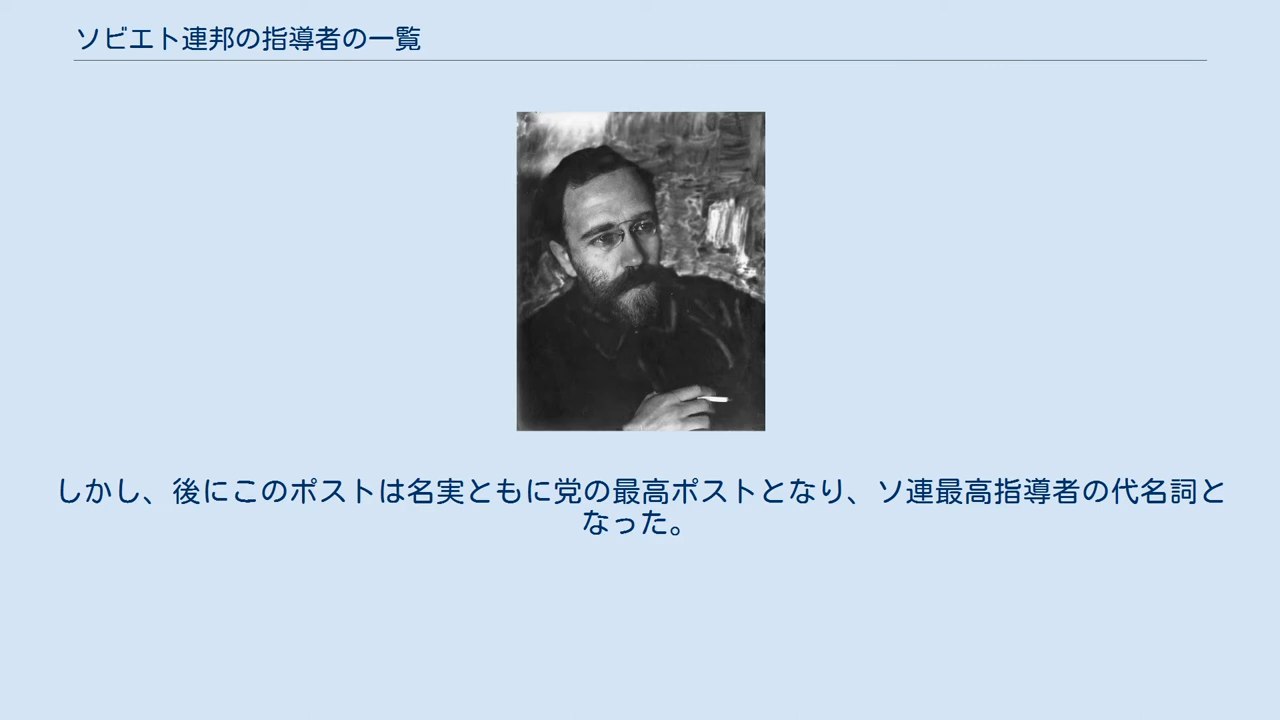 ソビエト連邦の指導者の一覧
しかし、後にこのポストは名実ともに党の最高ポストとなり、ソ連最高指導者の代名詞と
なった。